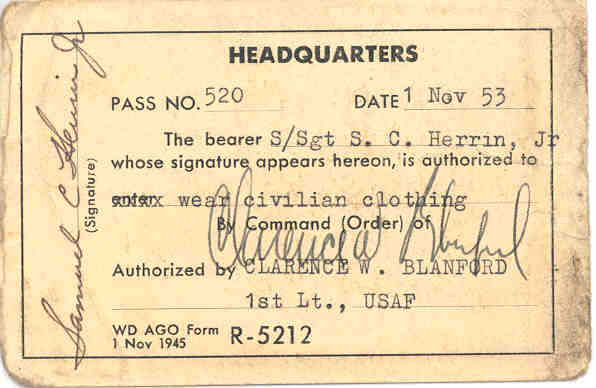 HEADQUARTERS
PASS NO. 520 DATE 1 Nov 53
The bearer S/Sgt S. C. Herrin, Jr
whose signature appears hereon, is authorized to
enter wear civilian clothing
By Command (Order) of
Clarence W Blanford
Authorized by CLARENCE W. BLANFORD
1st Lt., USAF
WD AGO Form R-5212
1 Nov 1945
Samuel C Herrin Jr
(Signature)